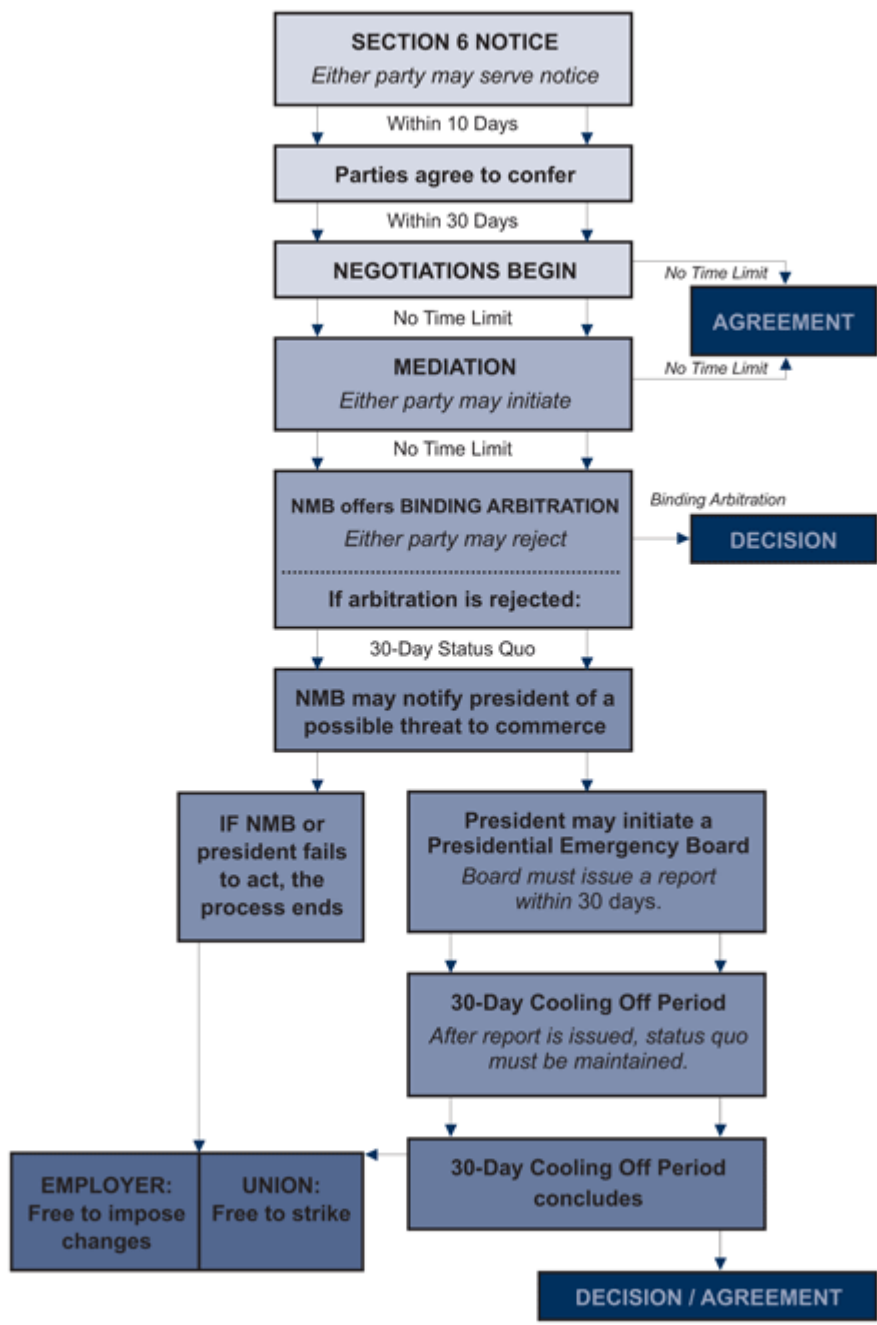 SECTION 6 NOTICE
Either party may serve notice
Within 10 Days
Parties agree to confer
Within 30 Days
NEGOTIATIONS BEGIN
No Time Limit
AGREEMENT
No Time Limit
MEDIATION
Either party may initiate
No Time Limit
No Time Limit
NMB offers BINDING ARBITRATION
Either party may reject
Binding Arbitration
DECISION
If arbitration is rejected:
30-Day Status Quo
NMB may notify president of a
possible threat to commerce
IF NMB or
president fails
to act, the
process ends
President may initiate a
Presidential Emergency Board
Board must issue a report
within 30 days.
30-Day Cooling Off Period
After report is issued, status quo
must be maintained.
30-Day Cooling Off Period
concludes
EMPLOYER:
Free to impose
changes
UNION:
Free to strike
DECISION / AGREEMENT